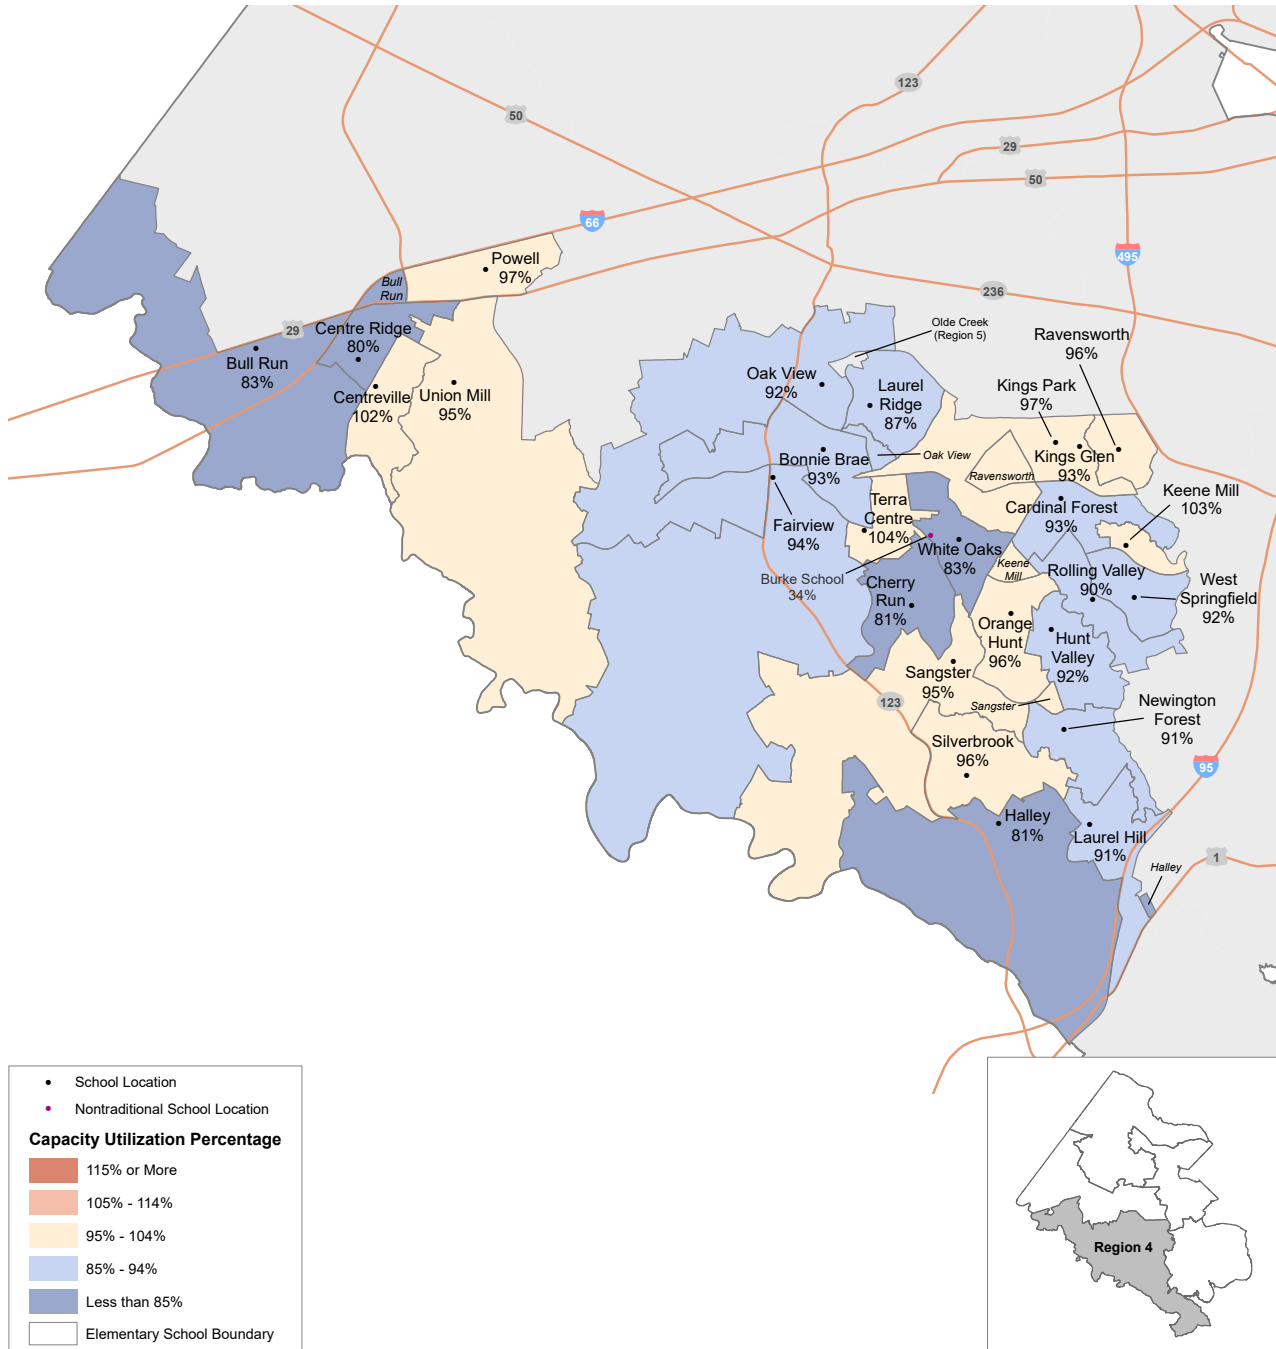 123
50
29
50
66
495
Powell
97%
Bull
Run
236
29
Centre Ridge
80%
Olde Creek
(Region 5)
Ravensworth
96%
Bull Run
83%
Oak View
92%
Laurel
Ridge
87%
Kings Park
97%
Centreville
102%
Union Mill
95%
Bonnie Brae
93%
Oak View
Kings Glen
93%
Ravensworth
Keene Mill
103%
Terra
Centre
104%
Cardinal Forest
93%
Fairview
94%
White Oaks
83%
Burke School
34%
Keene
Mill
Rolling Valley
90%
West
Springfield
92%
Cherry
Run
81%
Orange
Hunt
96%
Hunt
Valley
92%
Sangster
95%
Sangster
123
Newington
Forest
91%
Silverbrook
96%
95
Halley
81%
Laurel Hill
91%
Halley
1
School Location
Nontraditional School Location
Capacity Utilization Percentage
115% or More
105% - 114%
95% - 104%
85% - 94%
Less than 85%
Elementary School Boundary
Region 4